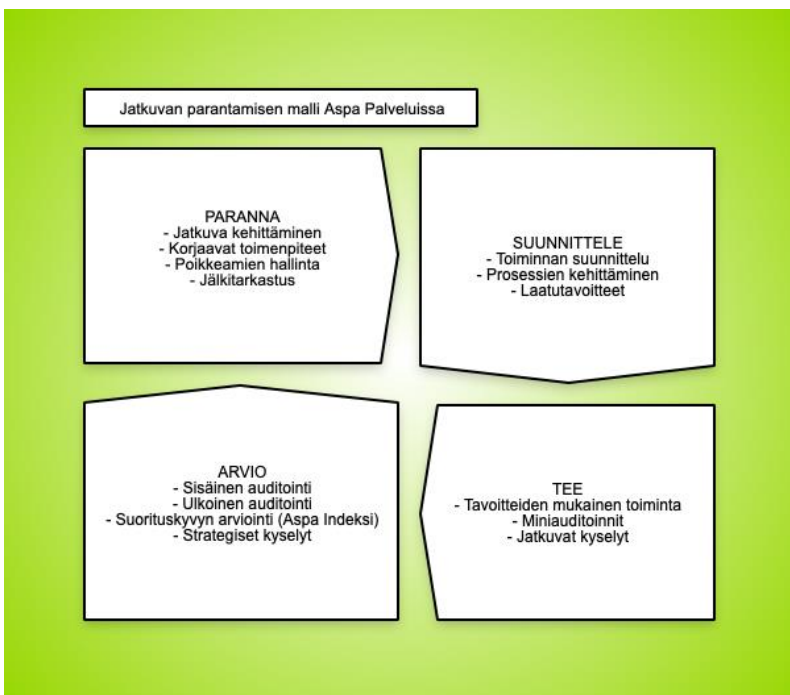 Jatkuvan parantamisen malli Aspa Palveluissa
PARANNA
- Jatkuva kehittäminen
- Korjaavat toimenpiteet
- Poikkeamien hallinta
- Jälkitarkastus
SUUNNITTELE
- Toiminnan suunnittelu
- Prosessien kehittäminen
- Laatutavoitteet
ARVIO
- Sisäinen auditointi
- Ulkoinen auditointi
- Suorituskyvyn arviointi (Aspa Indeksi)
- Strategiset kyselyt
TEE
- Tavoitteiden mukainen toiminta
- Miniauditoinnit
- Jatkuvat kyselyt